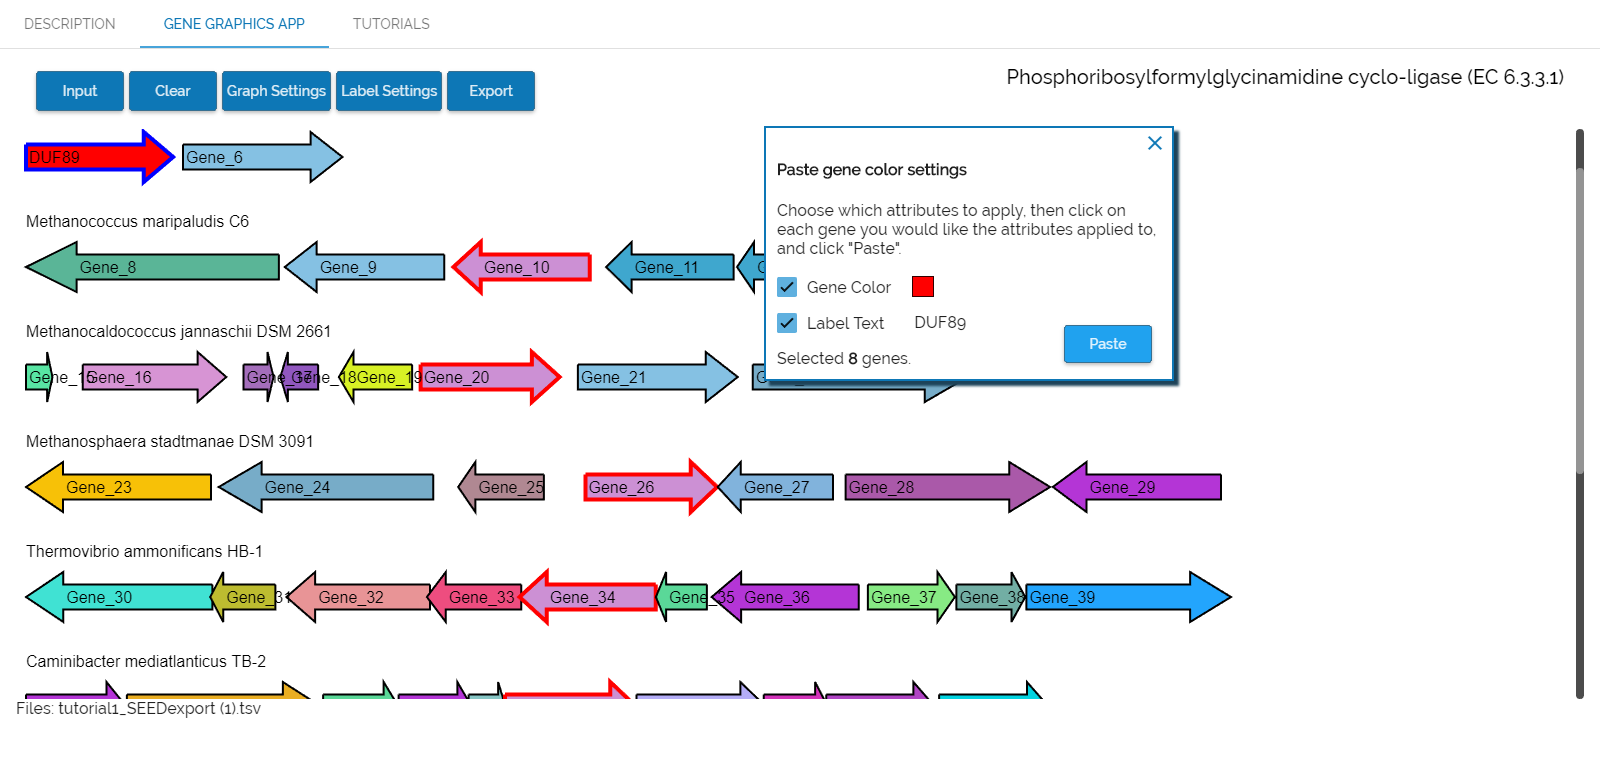 DESCRIPTION GENE GRAPHICS APP TUTORIALS
Input Clear Graph Settings Label Settings Export
Phosphoribosylformylglycinamidine cyclo-ligase (EC 6.3.3.1)
DUF89 Gene_6
Methanococcus maripaludis C6
Gene_8 Gene_9 Gene_10 Gene_11
Methanocaldococcus jannaschii DSM 2661
Gene_15 Gene_16 Gene_17 Gene_18 Gene_19 Gene_20 Gene_21
Methanosphaera stadtmanae DSM 3091
Gene_23 Gene_24 Gene_25 Gene_26 Gene_27 Gene_28 Gene_29
Thermovibrio ammonificans HB-1
Gene_30 Gene_31 Gene_32 Gene_33 Gene_34 Gene_35 Gene_36 Gene_37 Gene_38 Gene_39
Caminibacter mediatlanticus TB-2
Files: tutorial1_SEEDexport (1).tsv
Paste gene color settings
Choose which attributes to apply, then click on
each gene you would like the attributes applied to,
and click "Paste".
Gene Color
Label Text DUF89
Selected 8 genes.
Paste